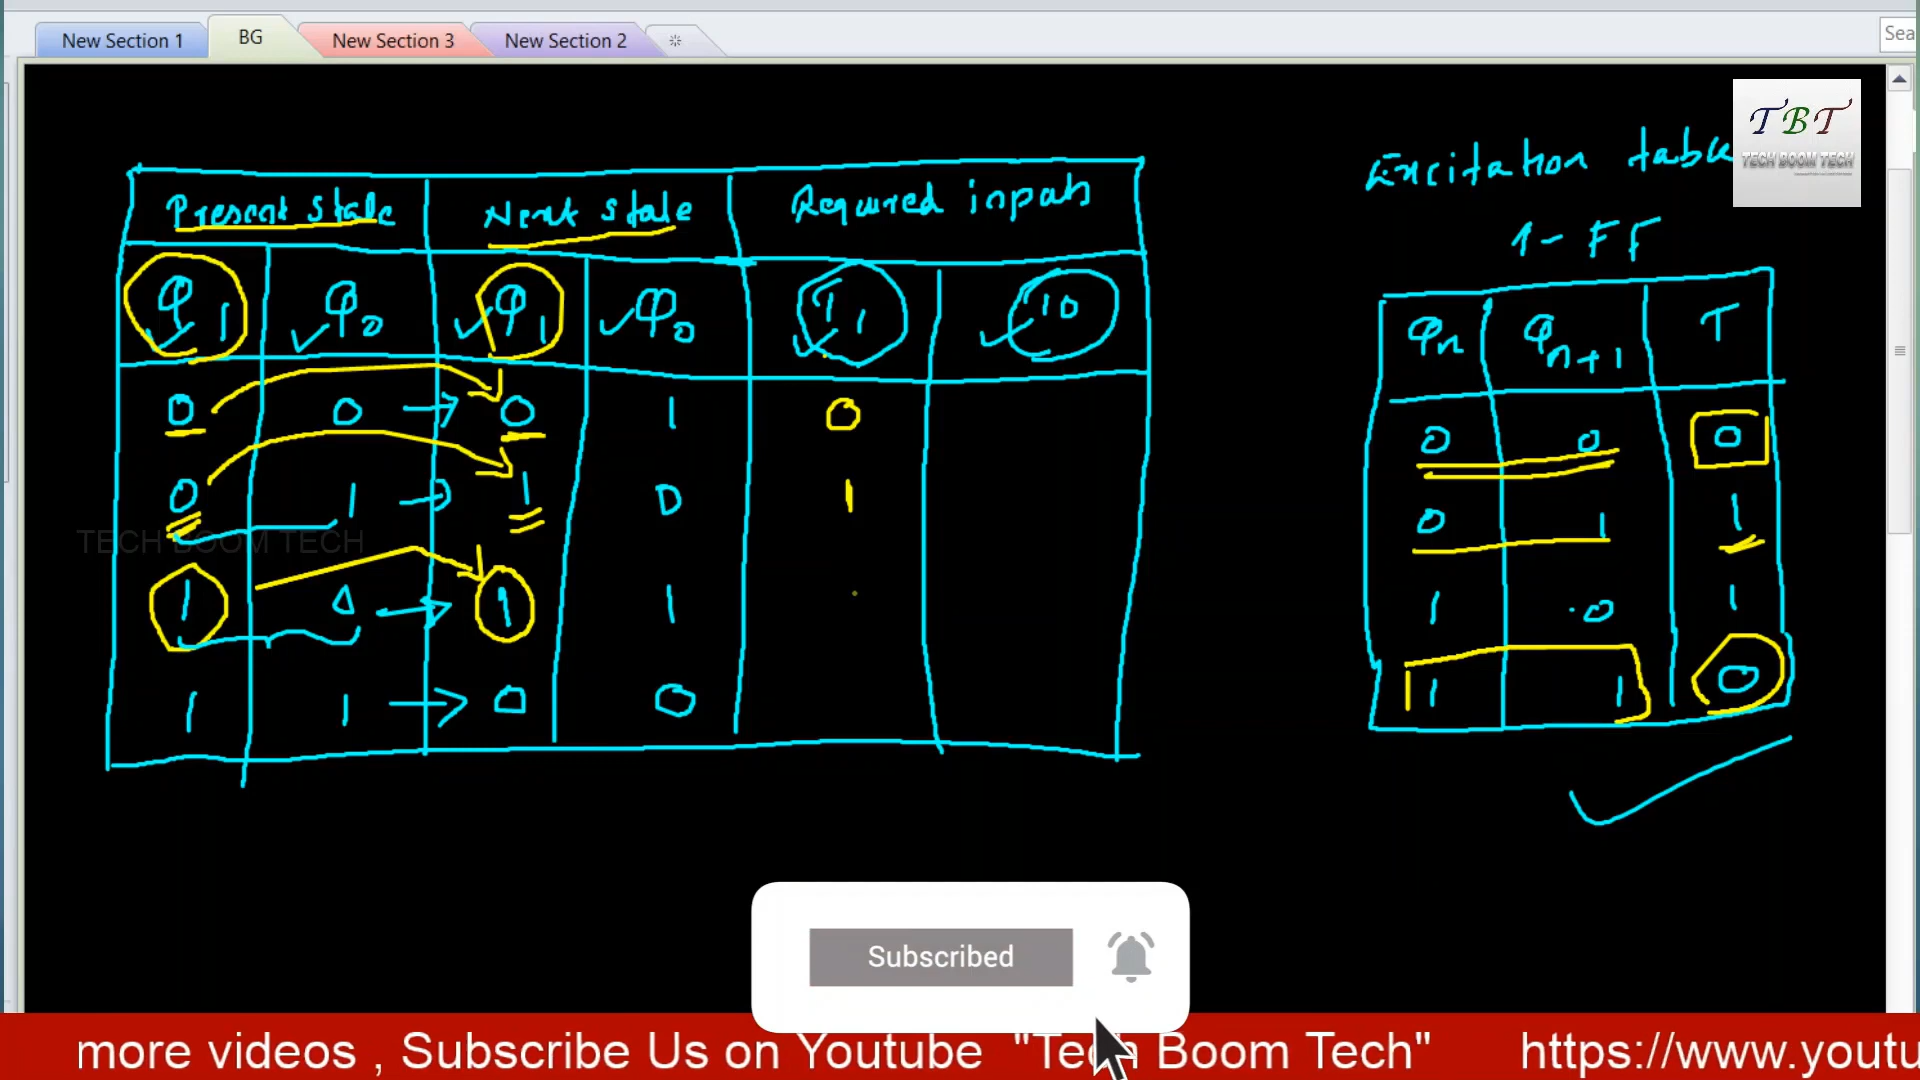 New Section 1 BG New Section 3 New Section 2
Sea
TBT
TECH BOOM TECH
Excitation table
T - FF
Present state Next state Required inputs
Q1 Q0 Q1 Q0 T1 T0
0 0 → 0 1 0
0 1 → 1 0 1
1 0 → 1 1
1 1 → 0 0
Qn Qn+1 T
0 0 0
0 1 1
1 0 1
1 1 0
TECH BOOM TECH
Subscribed
more videos , Subscribe Us on Youtube "Tech Boom Tech" https://www.youtu